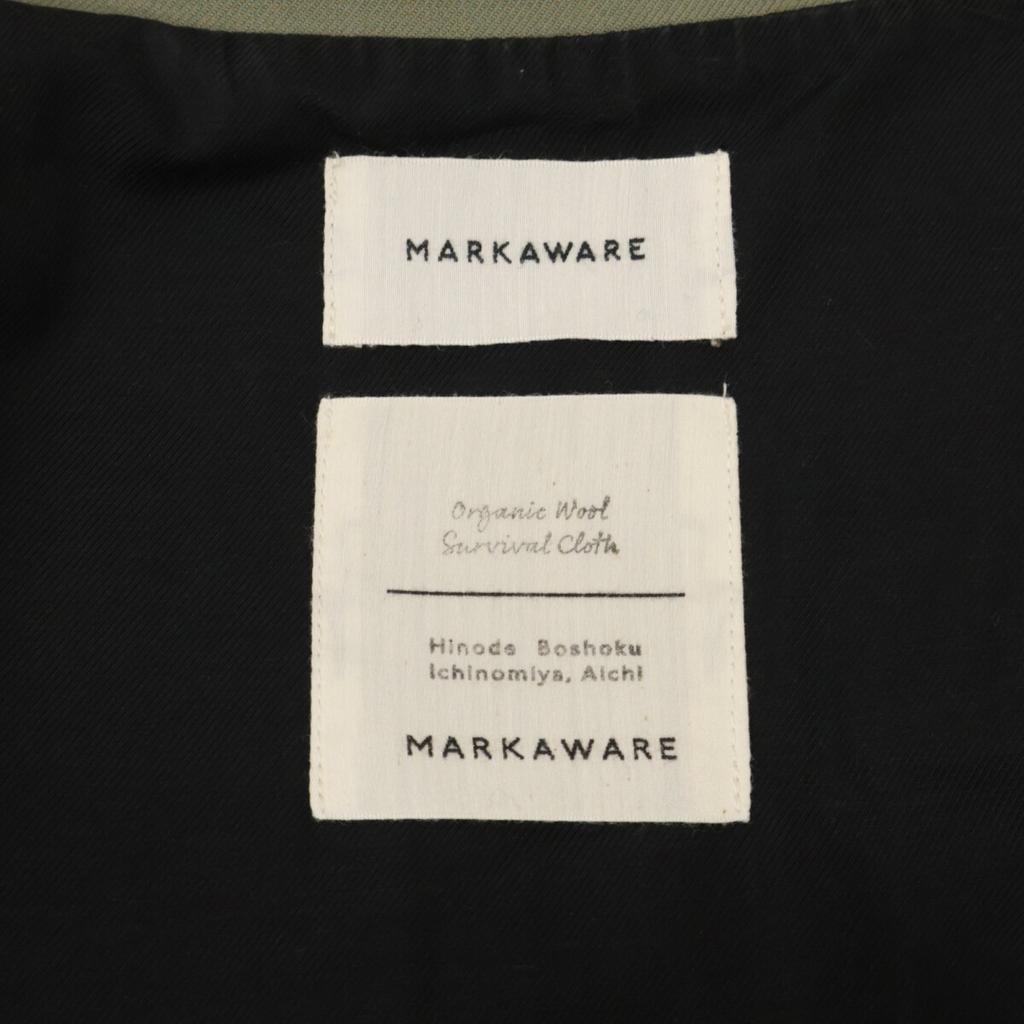 MARKAWARE
Organic Wool
Survival Cloth
Hinode Boshoku
Ichinomiya, Aichi
MARKAWARE